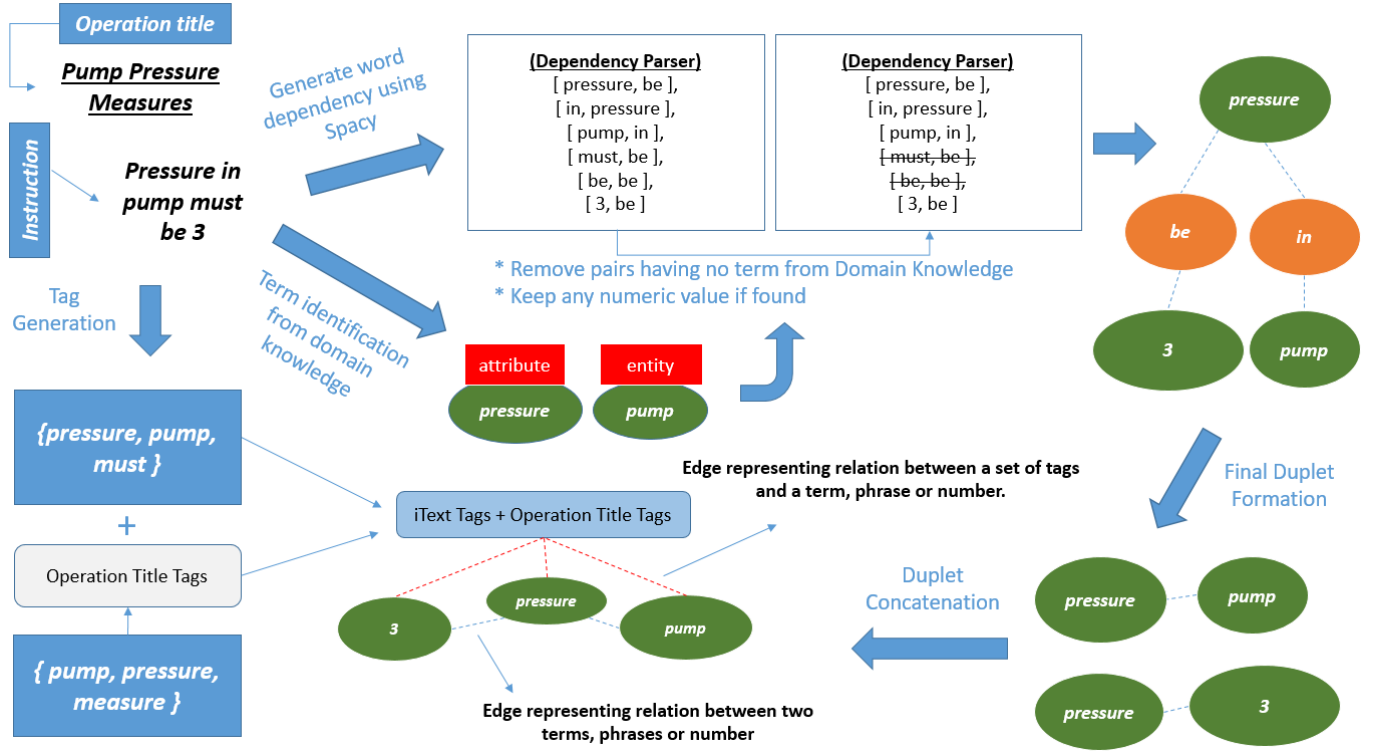 Operation title
Pump Pressure
Measures
Instruction
Pressure in
pump must
be 3
Generate word
dependency using
Spacy
(Dependency Parser)
[ pressure, be ],
[ in, pressure ],
[ pump, in ],
[ must, be ],
[ be, be ],
[ 3, be ]
(Dependency Parser)
[ pressure, be ],
[ in, pressure ],
[ pump, in ],
[ must, be ],
[ be, be ],
[ 3, be ]
* Remove pairs having no term from Domain Knowledge
* Keep any numeric value if found
pressure
be
in
3
pump
Tag
Generation
Term identification
from domain
knowledge
attribute
entity
pressure
pump
{pressure, pump,
must }
+
Operation Title Tags
{ pump, pressure,
measure }
iText Tags + Operation Title Tags
Edge representing relation between a set of tags
and a term, phrase or number.
3
pressure
pump
Edge representing relation between two
terms, phrases or number
Duplet
Concatenation
Final Duplet
Formation
pressure
pump
pressure
3